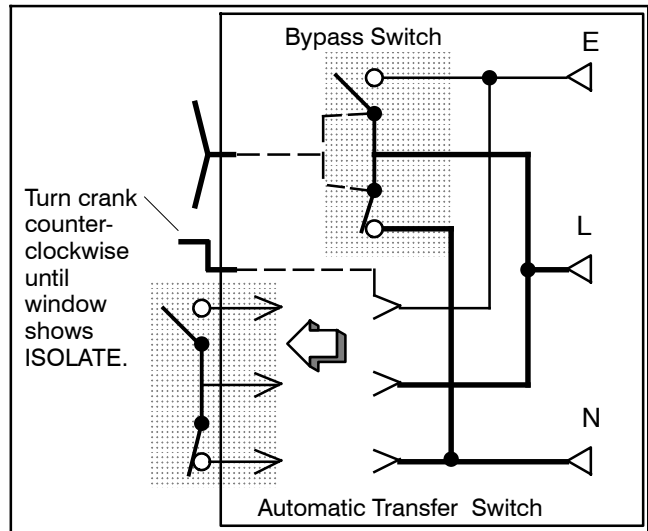 Bypass Switch
E
Turn crank
counter-
clockwise
until
window
shows
ISOLATE.
L
N
Automatic Transfer Switch